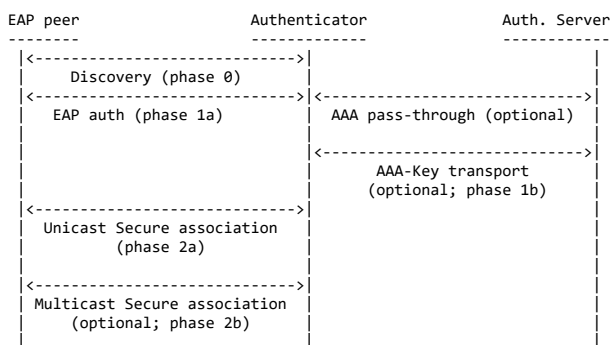 EAP peer Authenticator Auth. Server
-------- ------------- ------------
|<----------------------------->| |
| Discovery (phase 0) | |
|<----------------------------->|<----------------------------->|
| EAP auth (phase 1a) | AAA pass-through (optional) |
| | |
| |<----------------------------->|
| | AAA-Key transport |
| | (optional; phase 1b) |
|<----------------------------->| |
| Unicast Secure association | |
| (phase 2a) | |
| | |
|<----------------------------->| |
| Multicast Secure association | |
| (optional; phase 2b) | |
| | |